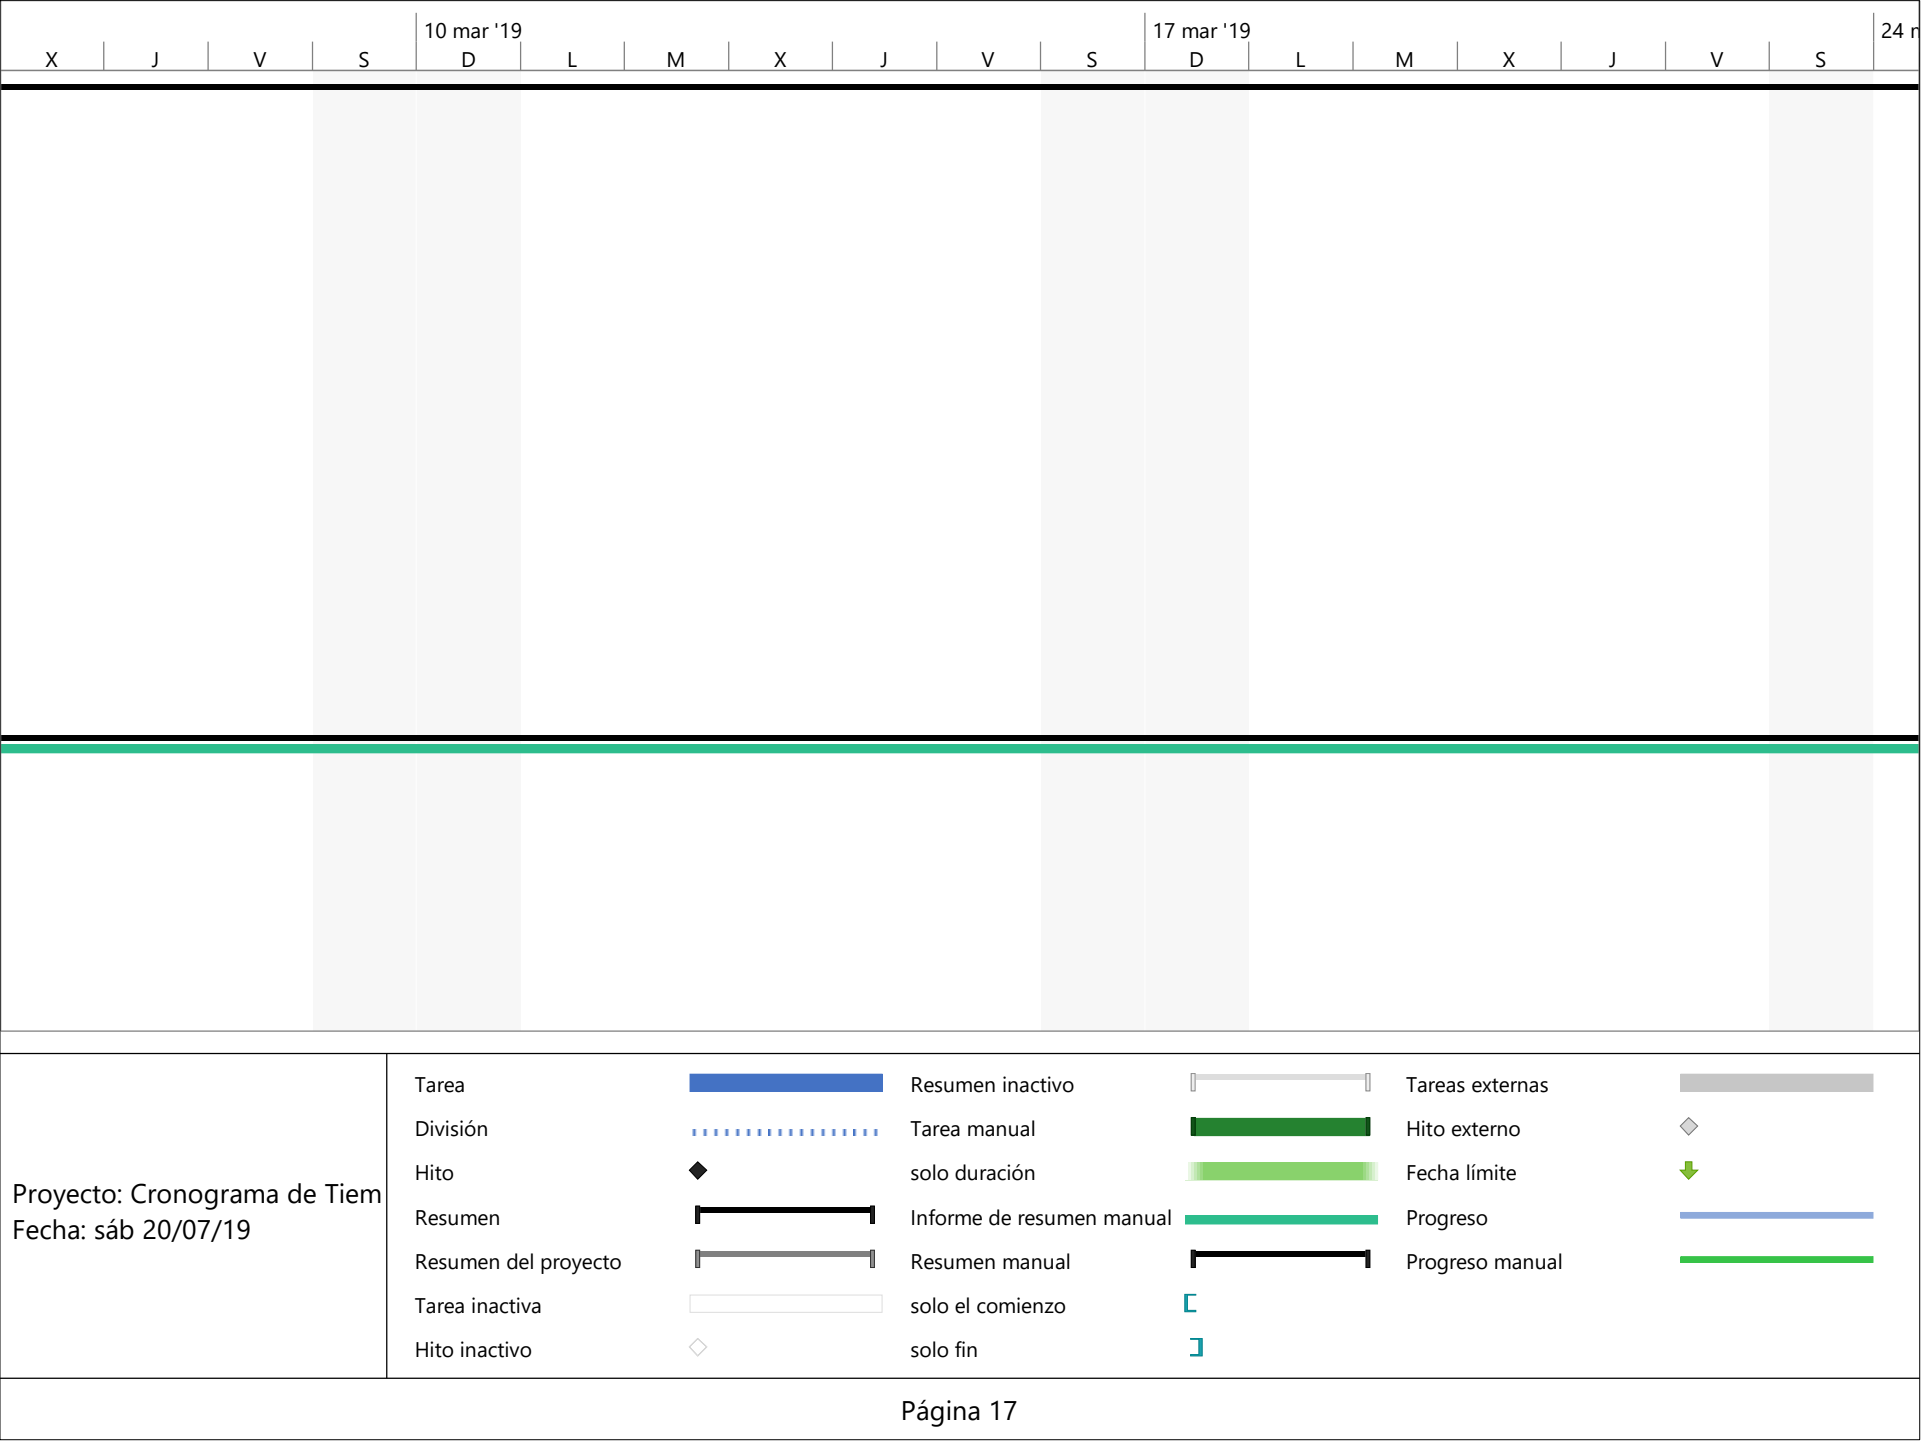 10 mar '19 17 mar '19 24
X J V S D L M X J V S D L M X J V S
Tarea Resumen inactivo Tareas externas
División Tarea manual Hito externo
Hito solo duración Fecha límite
Proyecto: Cronograma de Tiem
Fecha: sáb 20/07/19
Resumen Informe de resumen manual Progreso
Resumen del proyecto Resumen manual Progreso manual
Tarea inactiva solo el comienzo
Hito inactivo solo fin
Página 17